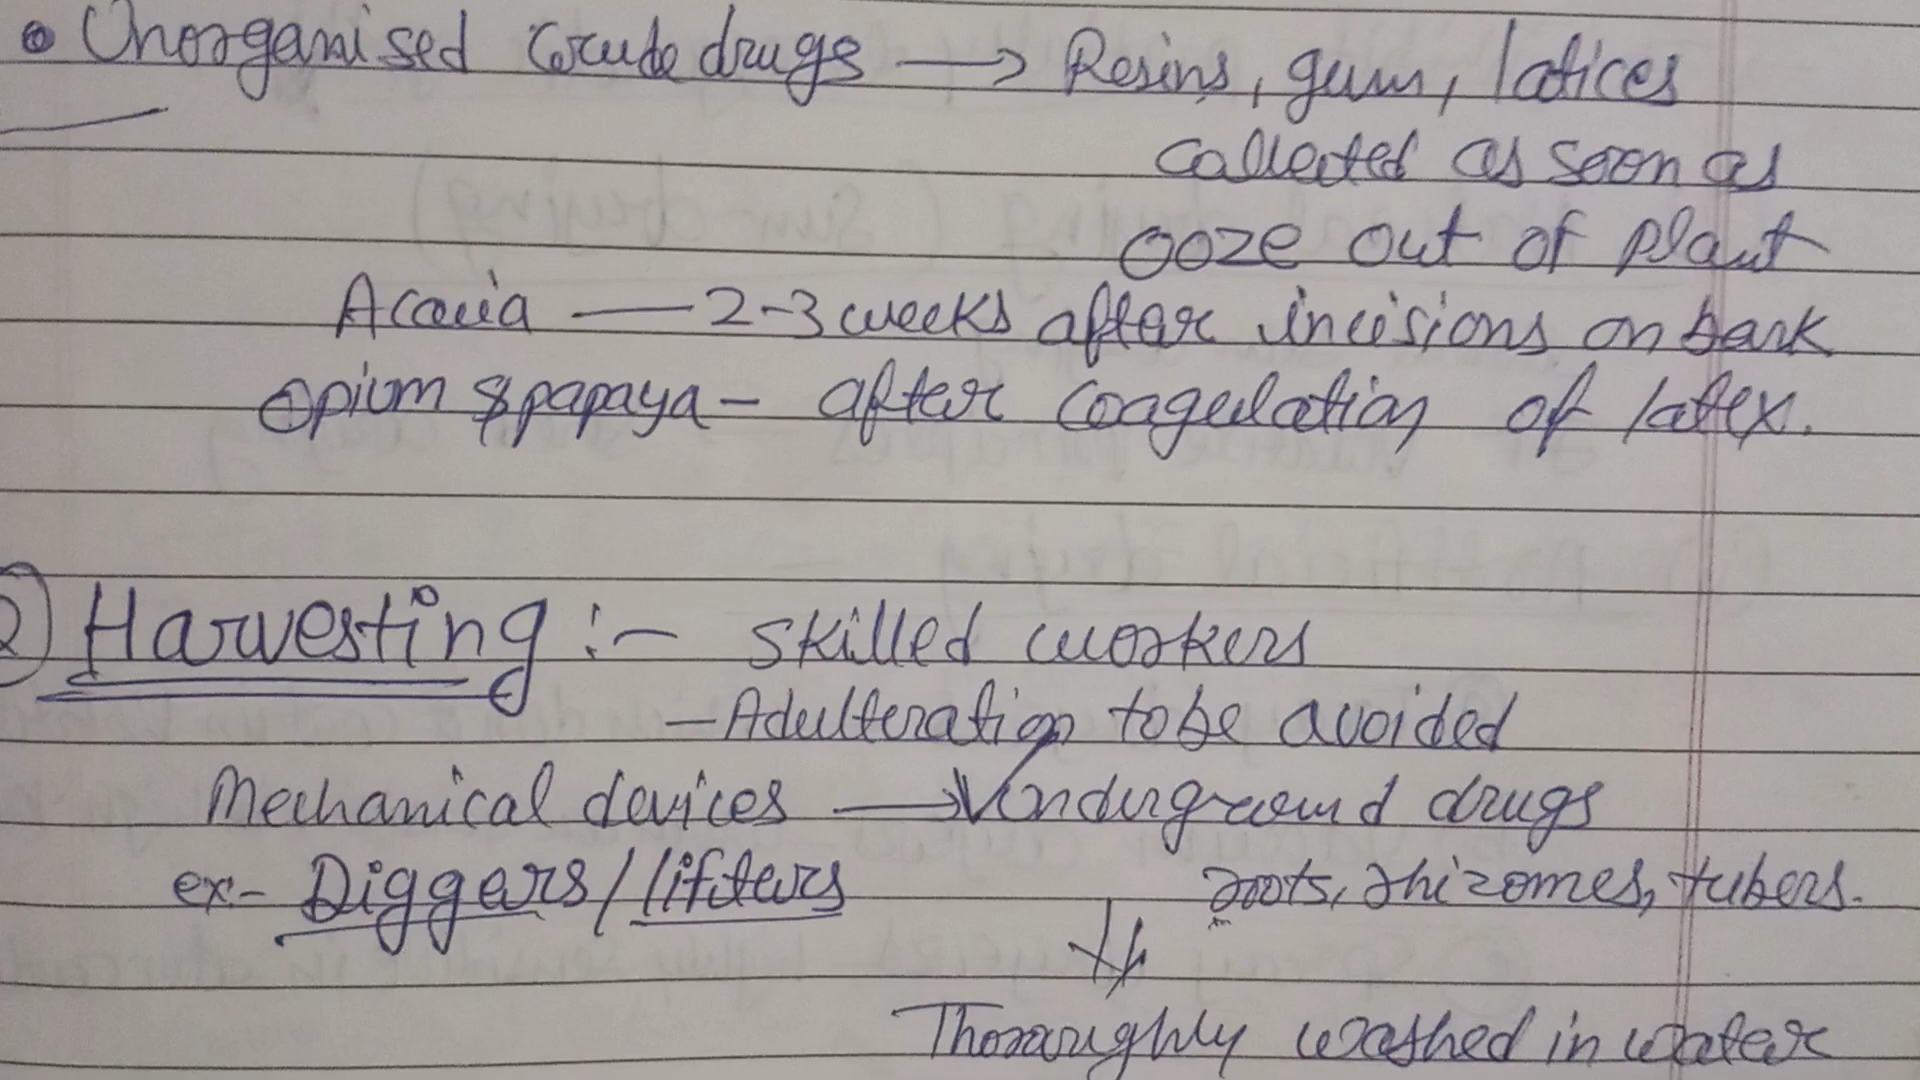 • Unorganised crude drugs → Resins, gum, latices
collected as soon as
ooze out of plant
Acacia — 2-3 weeks after incisions on bark
Opium & papaya - after coagulation of latex.
2 Harvesting :- skilled workers
- Adulteration to be avoided
Mechanical devices → Underground drugs
ex- Diggers / lifters roots, rhizomes, tubers.
Thoroughly washed in water